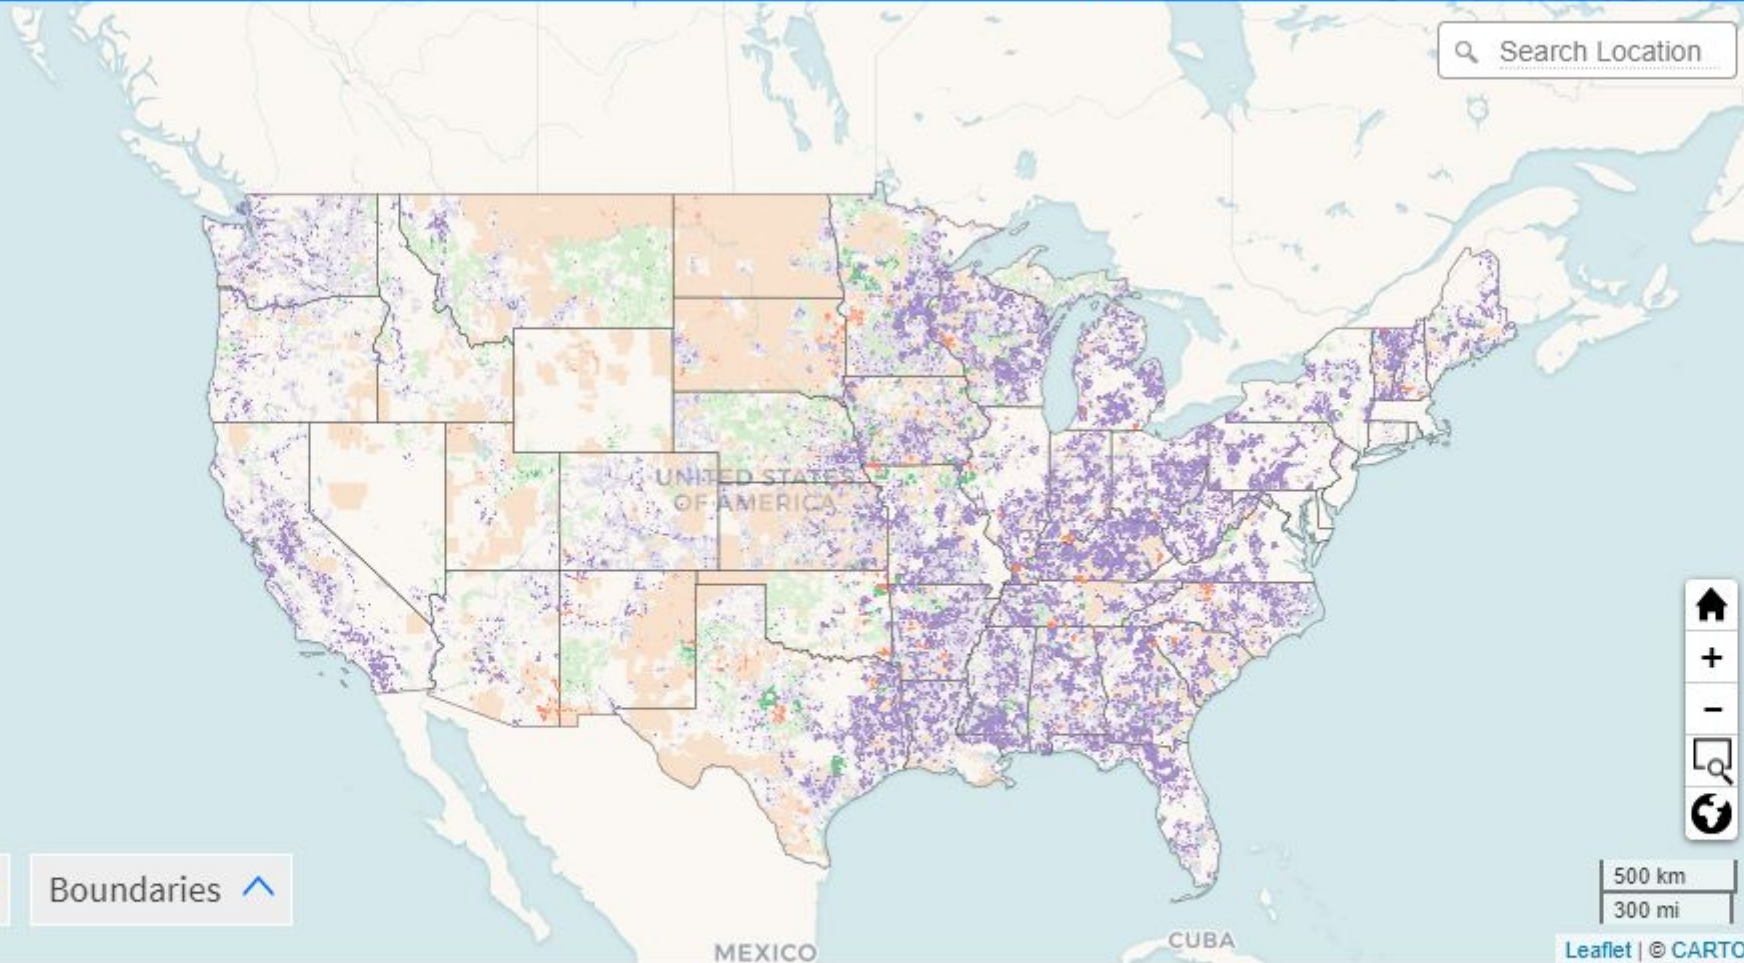 Search Location
UNITED STATES
OF AMERICA
+
−
Boundaries
500 km
300 mi
MEXICO
CUBA
Leaflet | © CARTO